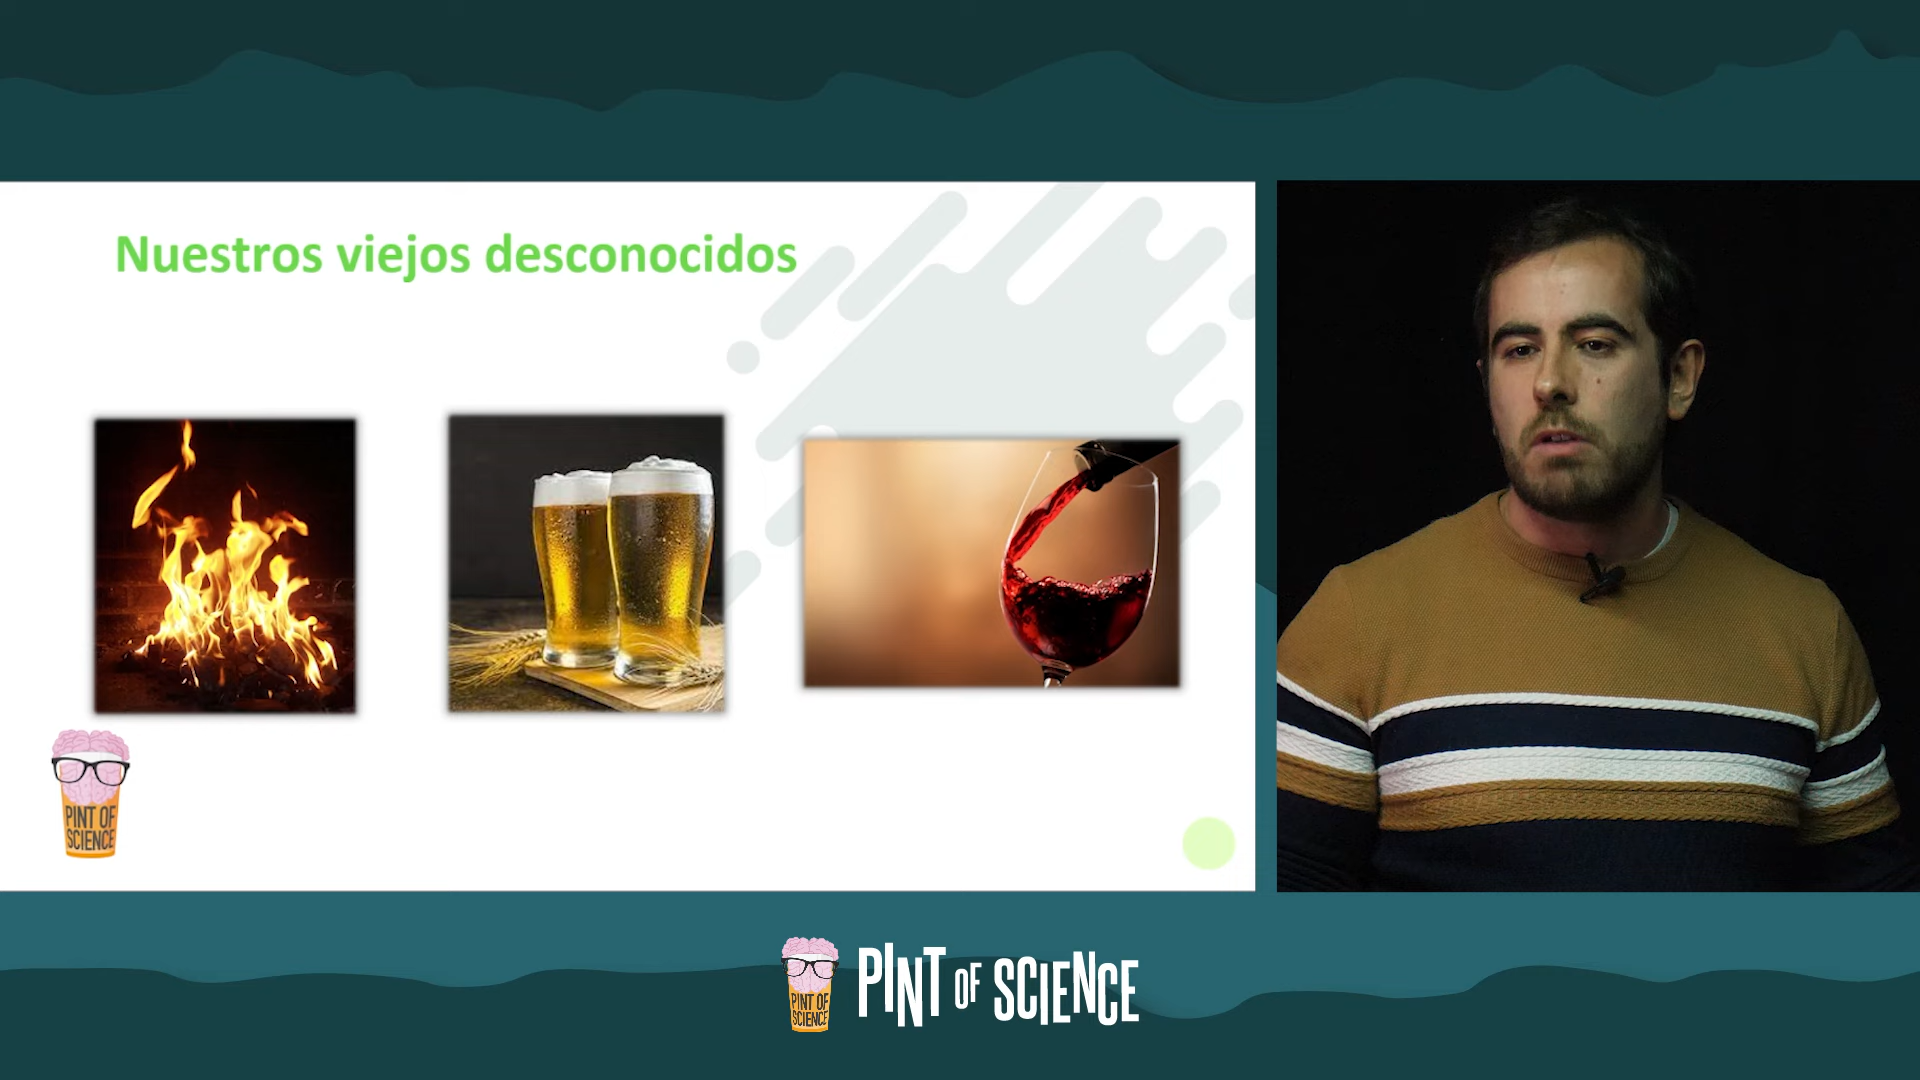 Nuestros viejos desconocidos
PINT OF
SCIENCE
PINT OF
SCIENCE
PINT OF SCIENCE